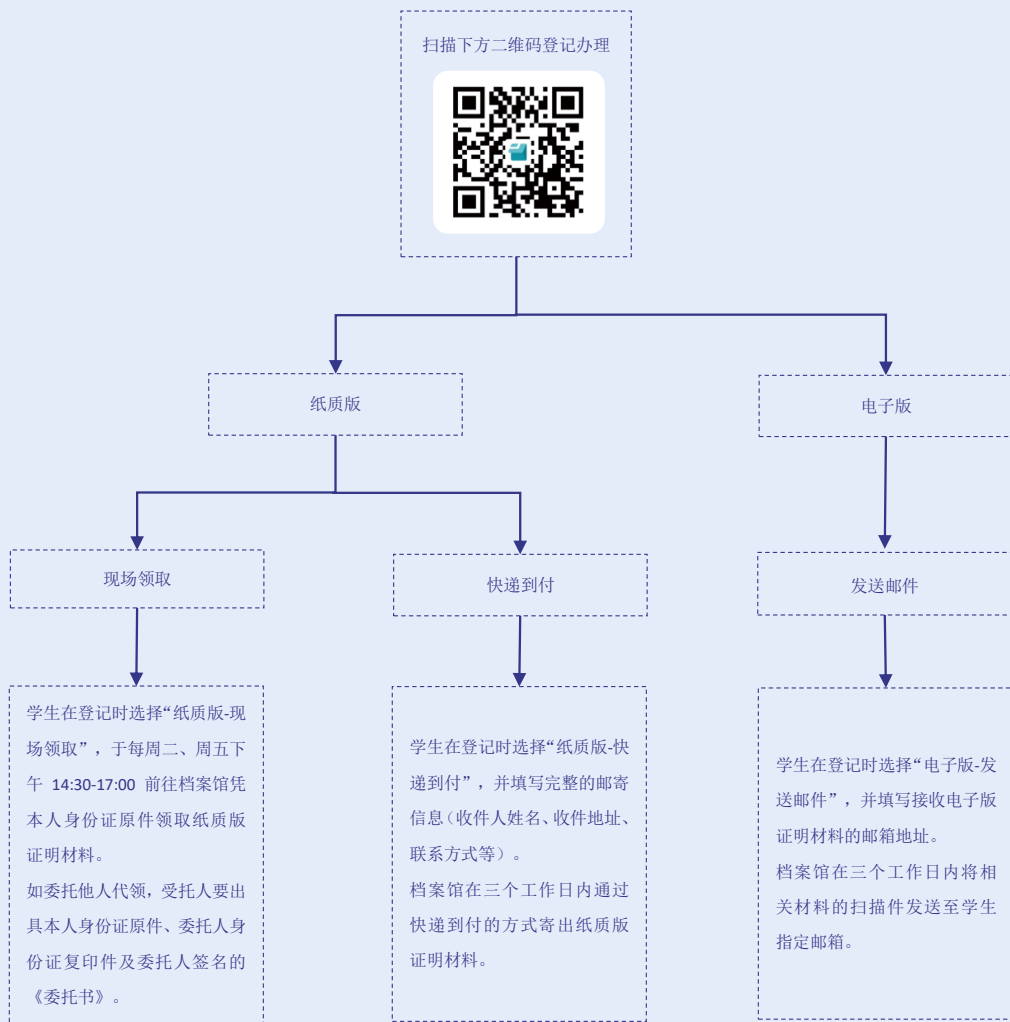 扫描下方二维码登记办理
纸质版
电子版
现场领取
快递到付
发送邮件
学生在登记时选择“纸质版-现
场领取”，于每周二、周五下
午 14:30-17:00 前往档案馆凭
本人身份证原件领取纸质版
证明材料。
如委托他人代领，受托人要出
具本人身份证原件、委托人身
份证复印件及委托人签名的
《委托书》。
学生在登记时选择“纸质版-快
递到付”，并填写完整的邮寄
信息（收件人姓名、收件地址、
联系方式等）。
档案馆在三个工作日内通过
快递到付的方式寄出纸质版
证明材料。
学生在登记时选择“电子版-发
送邮件”，并填写接收电子版
证明材料的邮箱地址。
档案馆在三个工作日内将相
关材料的扫描件发送至学生
指定邮箱。